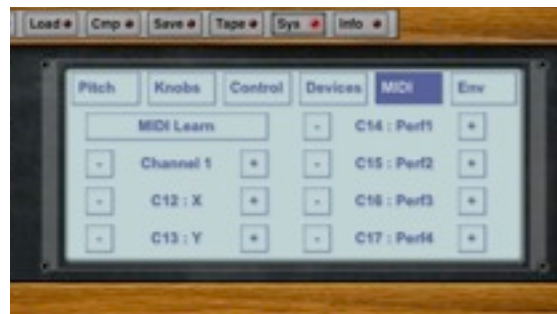 Load Cmp Save Tape Sys Info
Pitch Knobs Control Devices MIDI Env
MIDI Learn - C14 : Perf1 +
- Channel 1 + - C15 : Perf2 +
- C12 : X + - C16 : Perf3 +
- C13 : Y + - C17 : Perf4 +